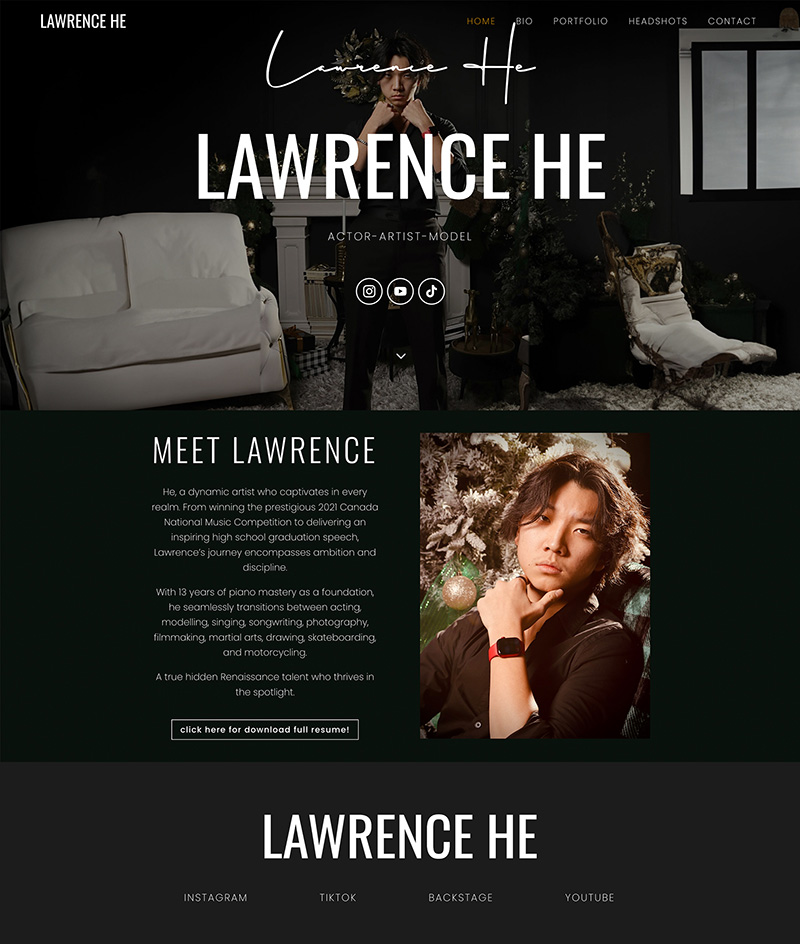 LAWRENCE HE
HOME BIO PORTFOLIO HEADSHOTS CONTACT
Lawrence He
LAWRENCE HE
ACTOR-ARTIST-MODEL
MEET LAWRENCE
He, a dynamic artist who captivates in every
realm. From winning the prestigious 2021 Canada
National Music Competition to delivering an
inspiring high school graduation speech,
Lawrence's journey encompasses ambition and
discipline.
With 13 years of piano mastery as a foundation,
he seamlessly transitions between acting,
modelling, singing, songwriting, photography,
filmmaking, martial arts, drawing, skateboarding,
and motorcycling.
A true hidden Renaissance talent who thrives in
the spotlight.
click here for download full resume!
LAWRENCE HE
INSTAGRAM TIKTOK BACKSTAGE YOUTUBE